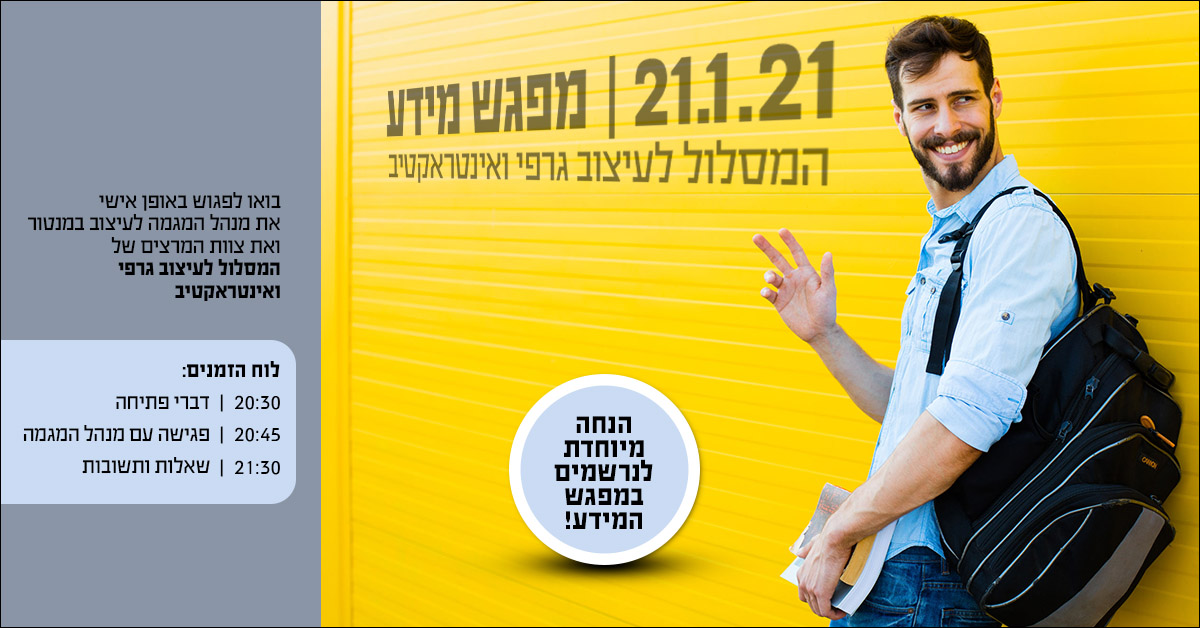 21.1.21 | מפגש מידע
המסלול לעיצוב גרפי ואינטראקטיב
בואו לפגוש באופן אישי
את מנהל המגמה לעיצוב במנטור
ואת צוות המרצים של
המסלול לעיצוב גרפי
ואינטראקטיב
לוח הזמנים:
20:30 | דברי פתיחה
20:45 | פגישה עם מנהל המגמה
21:30 | שאלות ותשובות
הנחה
מיוחדת
לנרשמים
במפגש
המידע!
CANYON